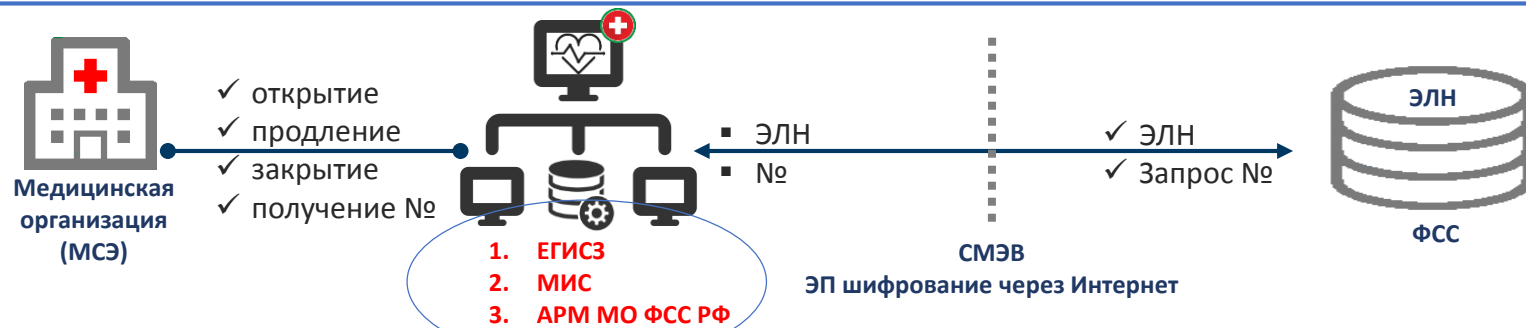 Медицинская
организация
(МСЭ)
✓ открытие
✓ продление
✓ закрытие
✓ получение №
1. ЕГИСЗ
2. МИС
3. АРМ МО ФСС РФ
▪ ЭЛН
▪ №
СМЭВ
ЭП шифрование через Интернет
✓ ЭЛН
✓ Запрос №
ЭЛН
ФСС